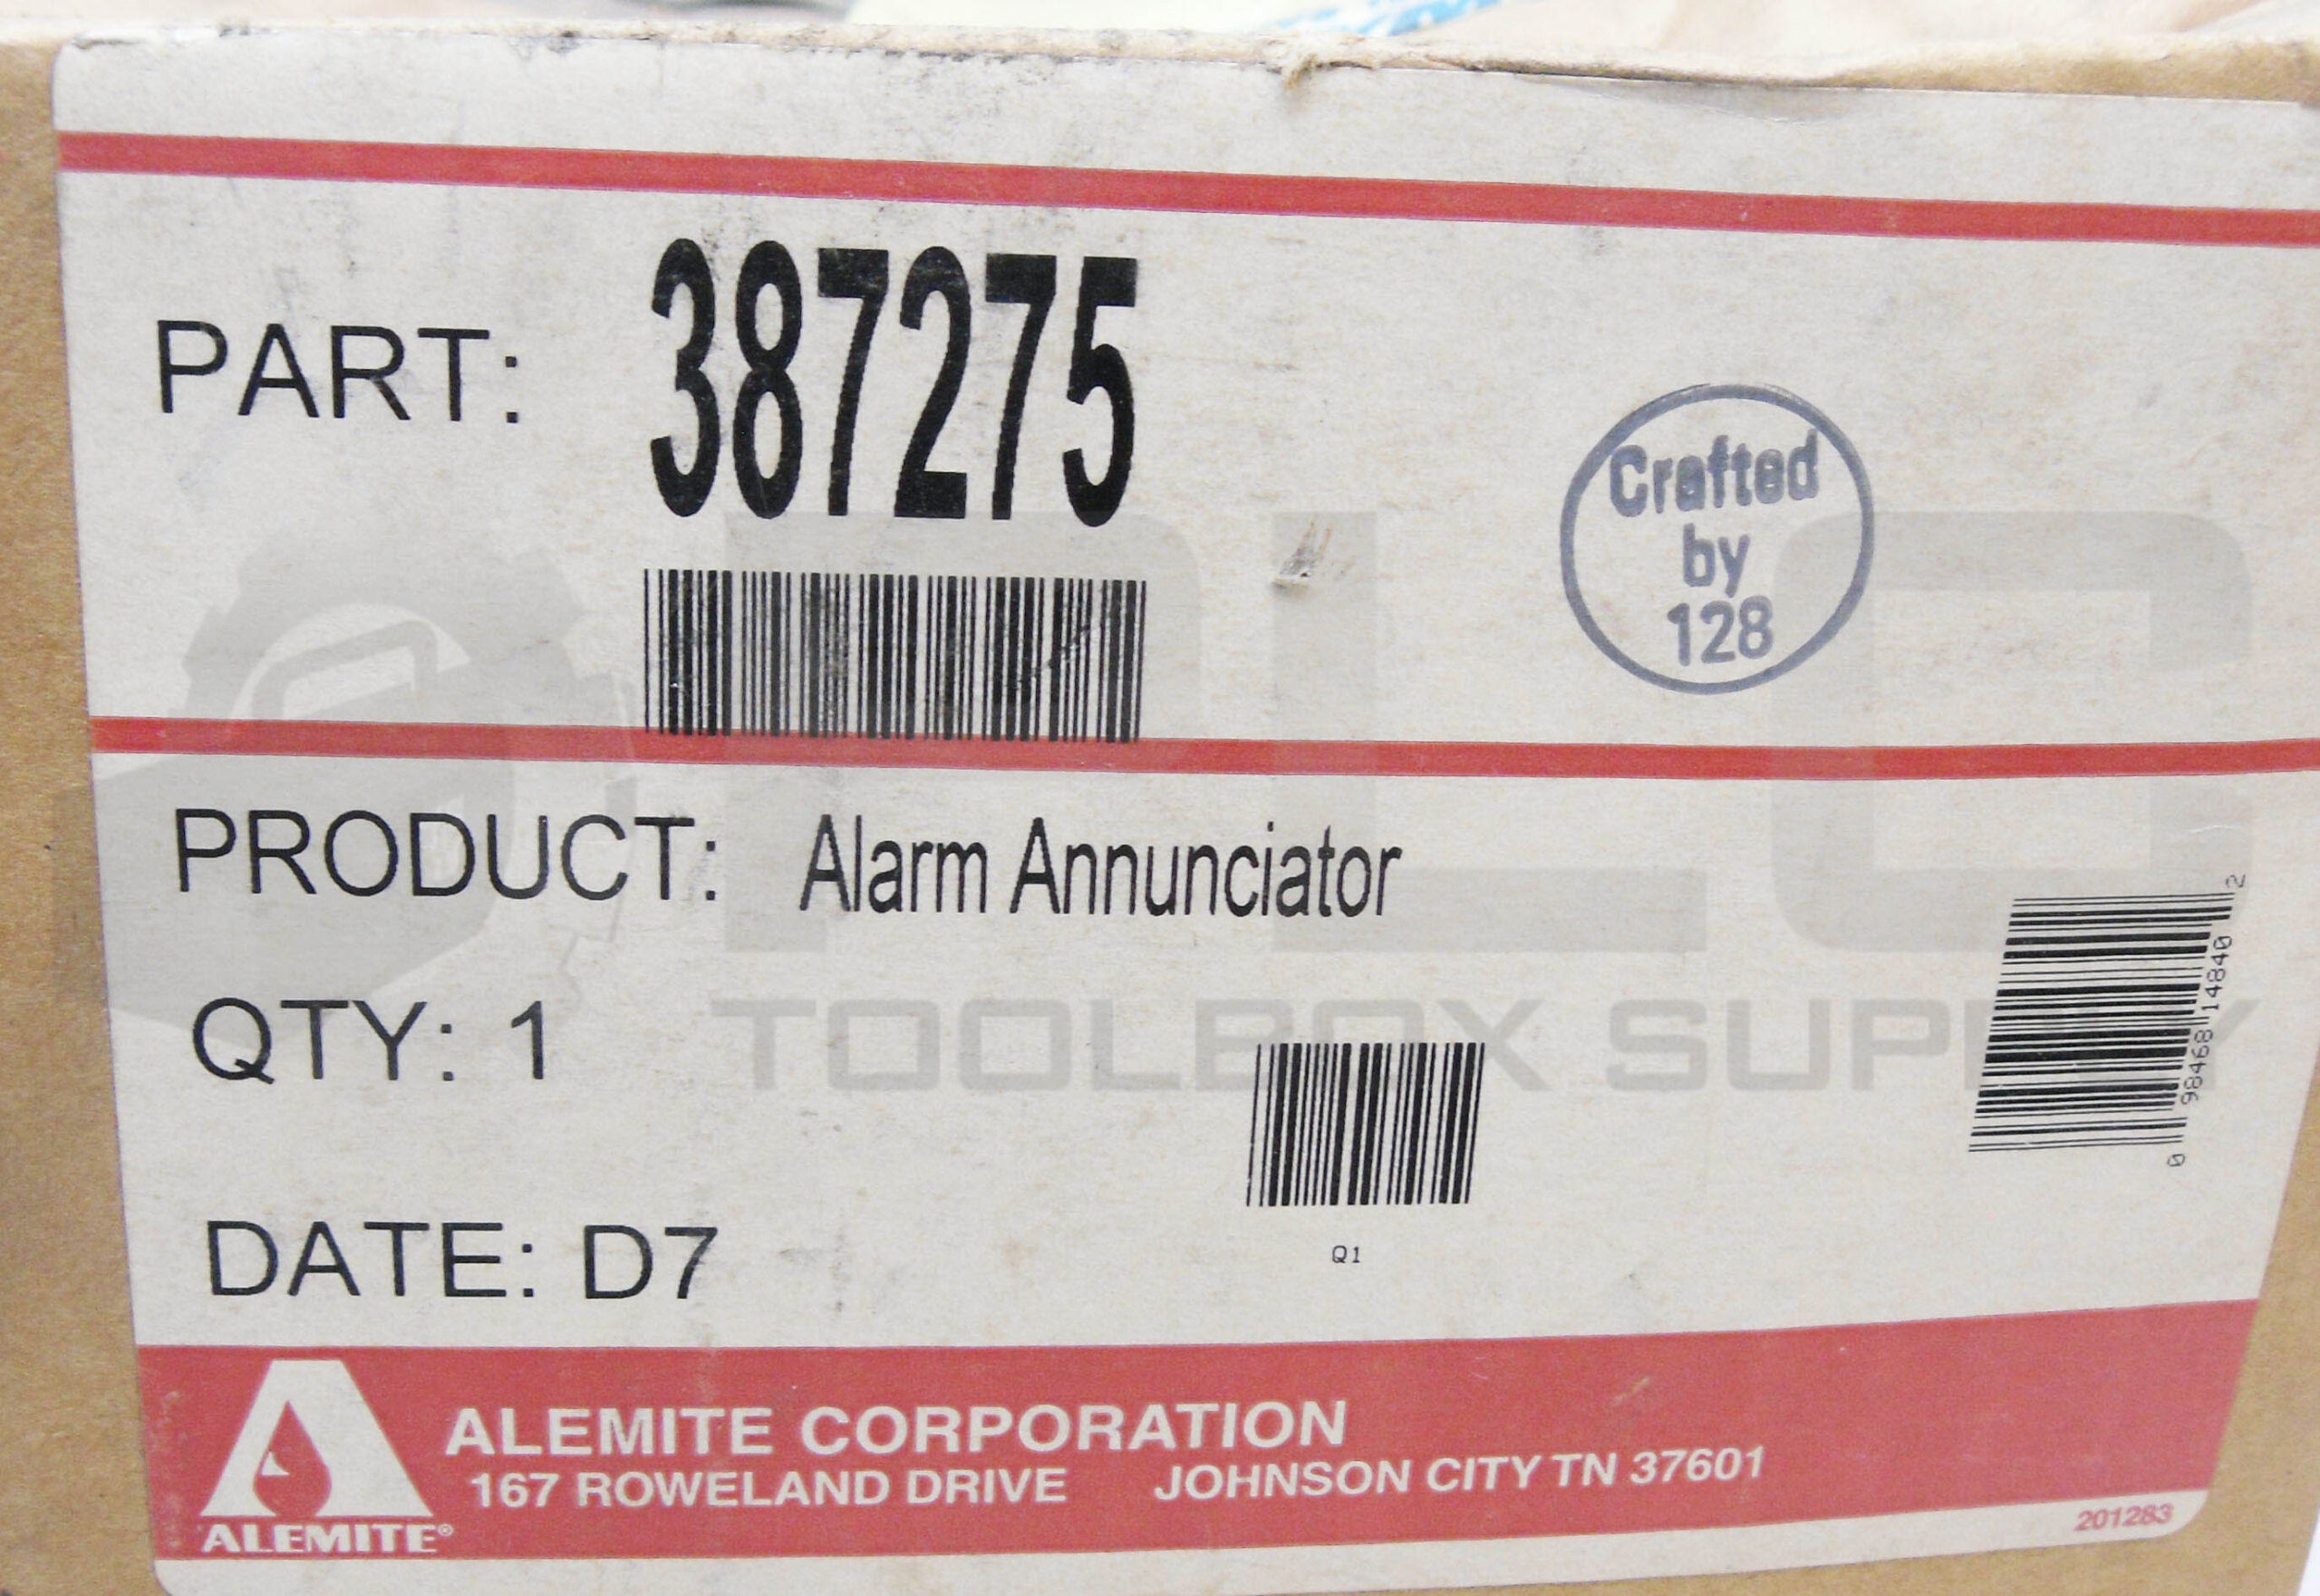 PART: 387275
Crafted
by
128
PRODUCT: Alarm Annunciator
QTY: 1
DATE: D7
Q1
0 98468 14840 2
PLC
TOOLBOX SUPPLY
ALEMITE CORPORATION
167 ROWELAND DRIVE JOHNSON CITY TN 37601
ALEMITE®
201283